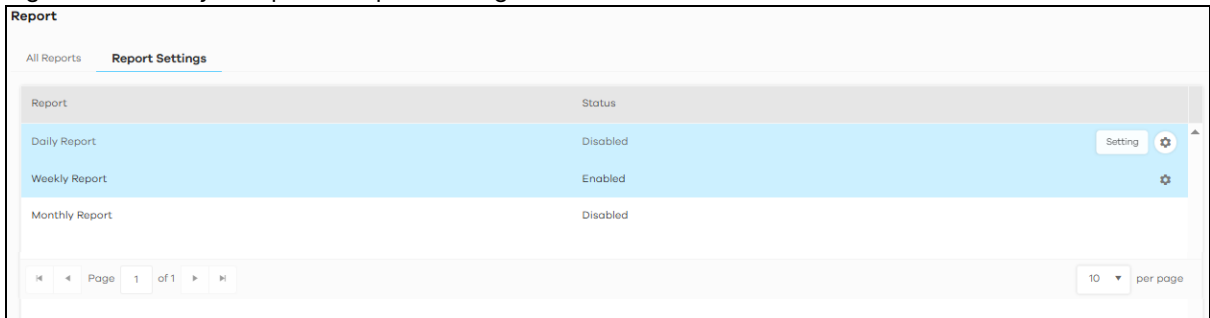 Report
All Reports Report Settings
Report Status
Daily Report Disabled Setting
Weekly Report Enabled
Monthly Report Disabled
Page 1 of 1 10 per page